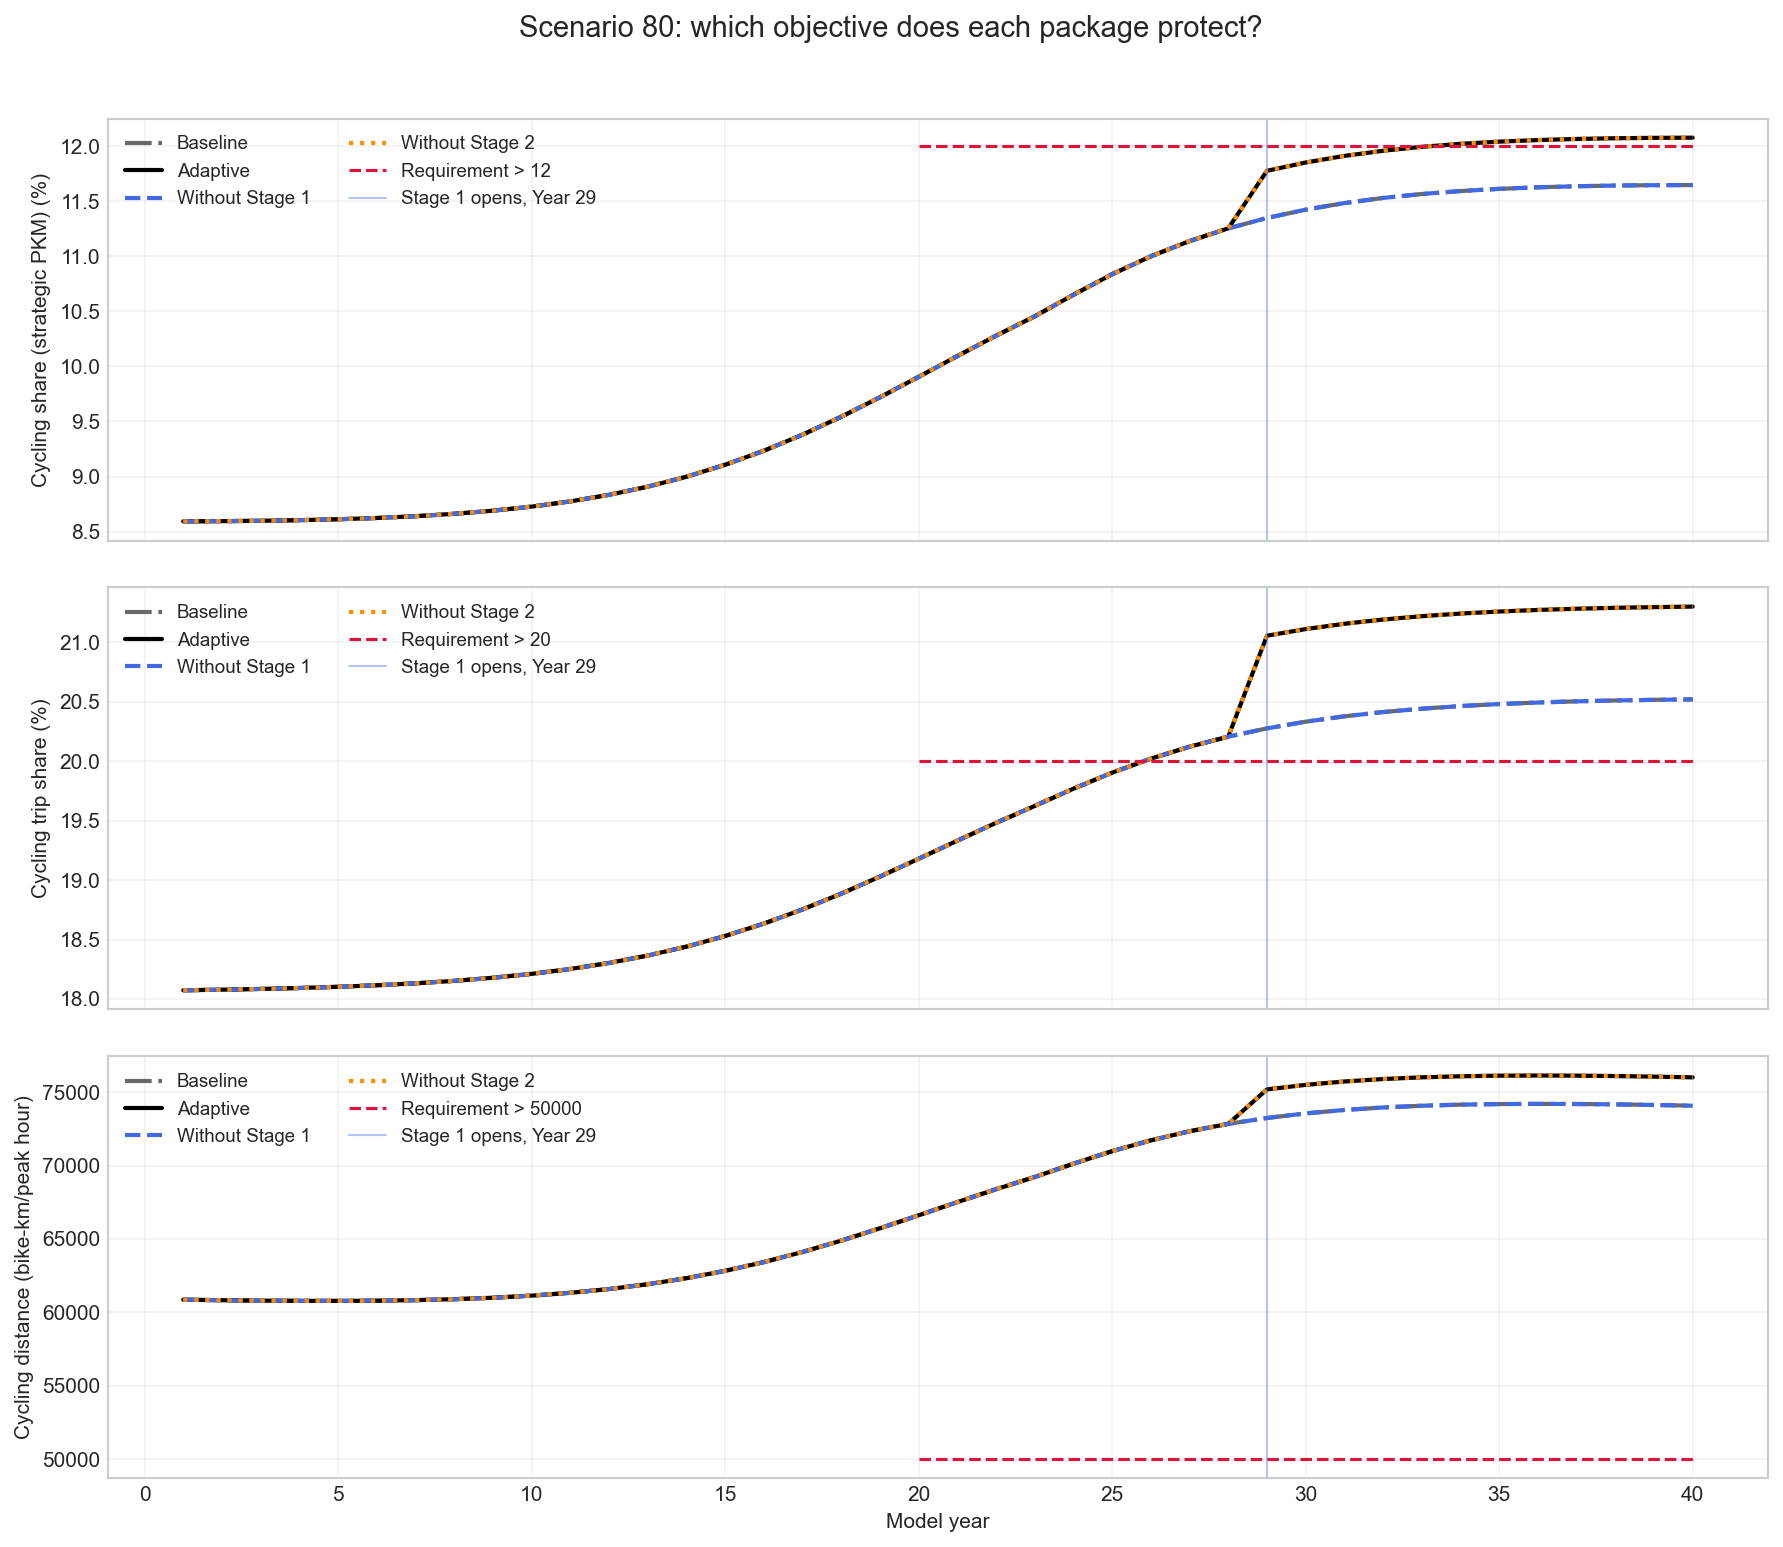 Scenario 80: which objective does each package protect?
Cycling share (strategic PKM) (%)
12.0
11.5
11.0
10.5
10.0
9.5
9.0
8.5
Baseline
Adaptive
Without Stage 1
Without Stage 2
Requirement > 12
Stage 1 opens, Year 29
Cycling trip share (%)
21.0
20.5
20.0
19.5
19.0
18.5
18.0
Baseline
Adaptive
Without Stage 1
Without Stage 2
Requirement > 20
Stage 1 opens, Year 29
Cycling distance (bike-km/peak hour)
75000
70000
65000
60000
55000
50000
Baseline
Adaptive
Without Stage 1
Without Stage 2
Requirement > 50000
Stage 1 opens, Year 29
0 5 10 15 20 25 30 35 40
Model year